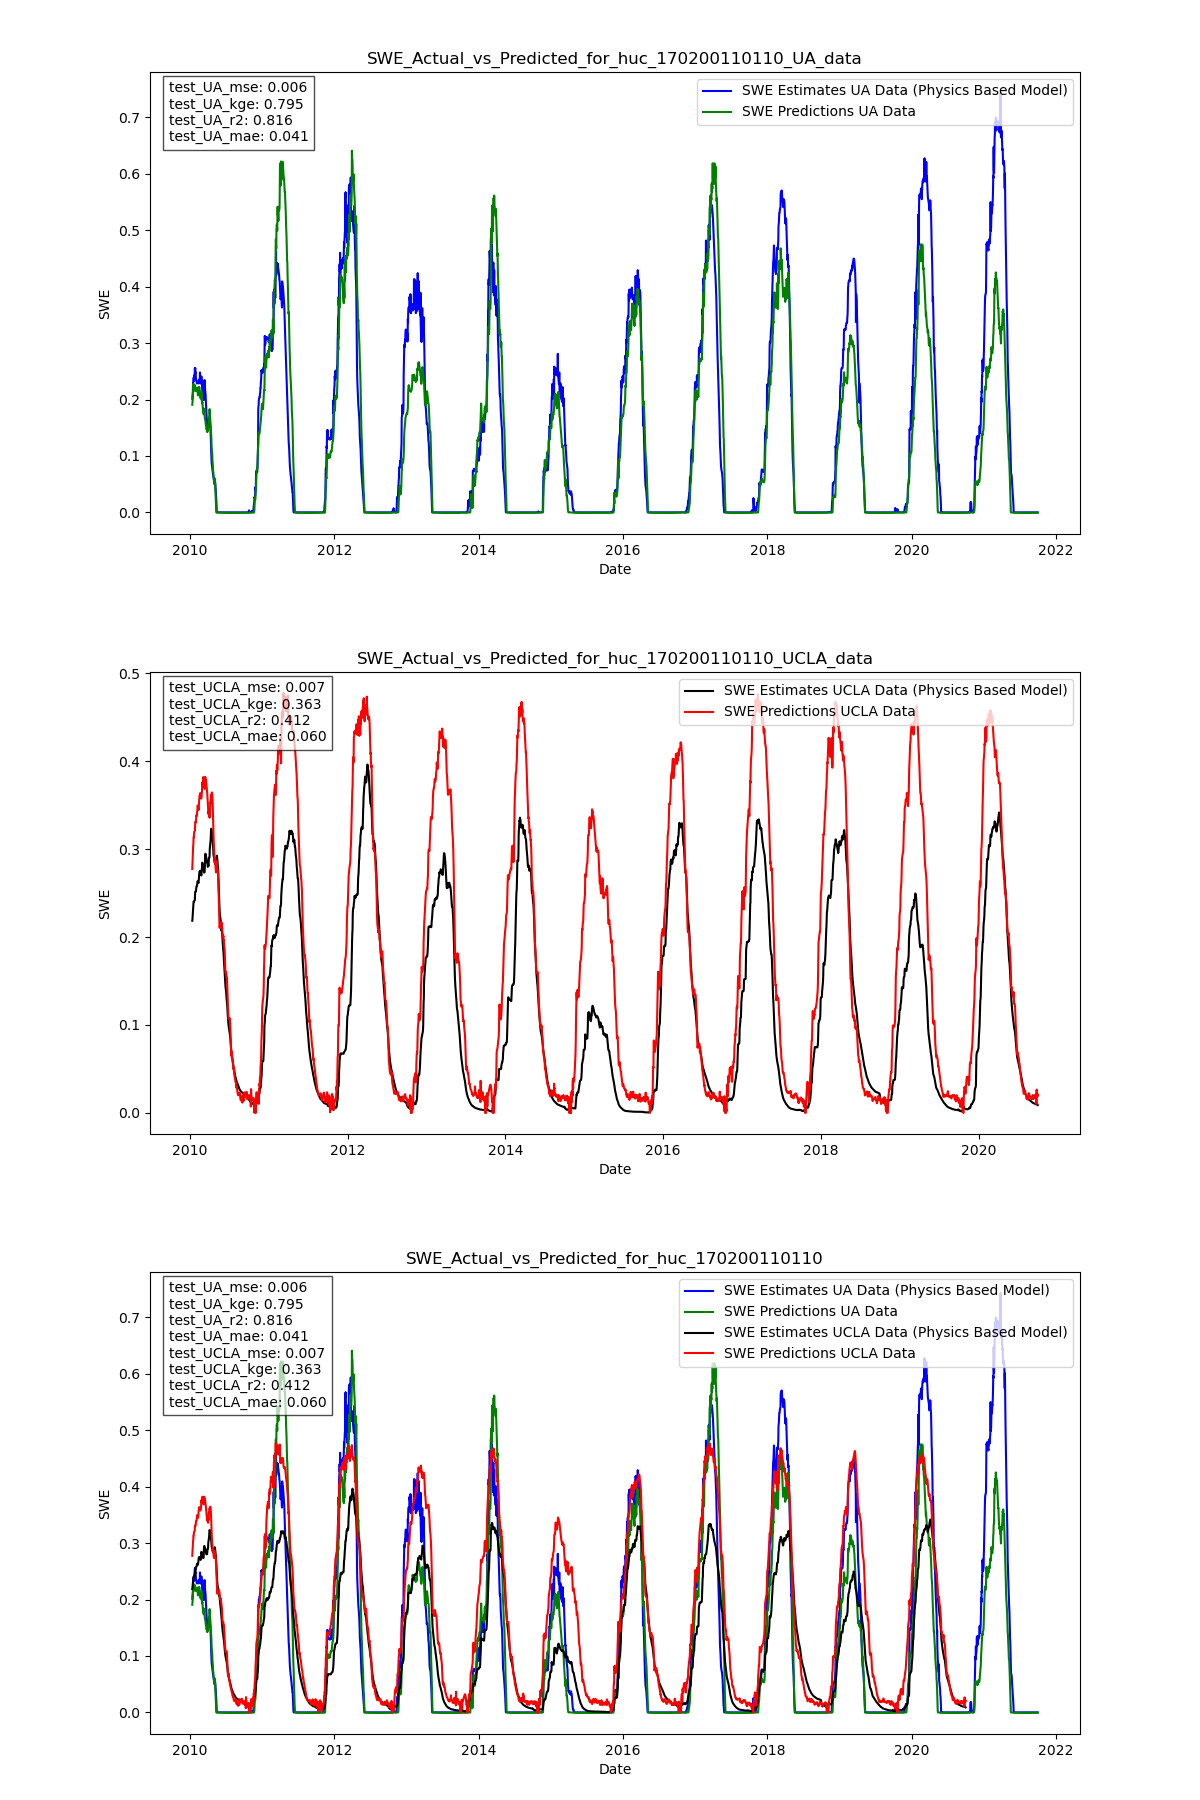 SWE_Actual_vs_Predicted_for_huc_170200110110_UA_data
test_UA_mse: 0.006
test_UA_kge: 0.795
test_UA_r2: 0.816
test_UA_mae: 0.041
SWE Estimates UA Data (Physics Based Model)
SWE Predictions UA Data
0.7
0.6
0.5
0.4
0.3
0.2
0.1
0.0
SWE
2010 2012 2014 2016 2018 2020 2022
Date
SWE_Actual_vs_Predicted_for_huc_170200110110_UCLA_data
test_UCLA_mse: 0.007
test_UCLA_kge: 0.363
test_UCLA_r2: 0.412
test_UCLA_mae: 0.060
SWE Estimates UCLA Data (Physics Based Model)
SWE Predictions UCLA Data
0.5
0.4
0.3
0.2
0.1
0.0
SWE
2010 2012 2014 2016 2018 2020
Date
SWE_Actual_vs_Predicted_for_huc_170200110110
test_UA_mse: 0.006
test_UA_kge: 0.795
test_UA_r2: 0.816
test_UA_mae: 0.041
test_UCLA_mse: 0.007
test_UCLA_kge: 0.363
test_UCLA_r2: 0.412
test_UCLA_mae: 0.060
SWE Estimates UA Data (Physics Based Model)
SWE Predictions UA Data
SWE Estimates UCLA Data (Physics Based Model)
SWE Predictions UCLA Data
0.7
0.6
0.5
0.4
0.3
0.2
0.1
0.0
SWE
2010 2012 2014 2016 2018 2020 2022
Date